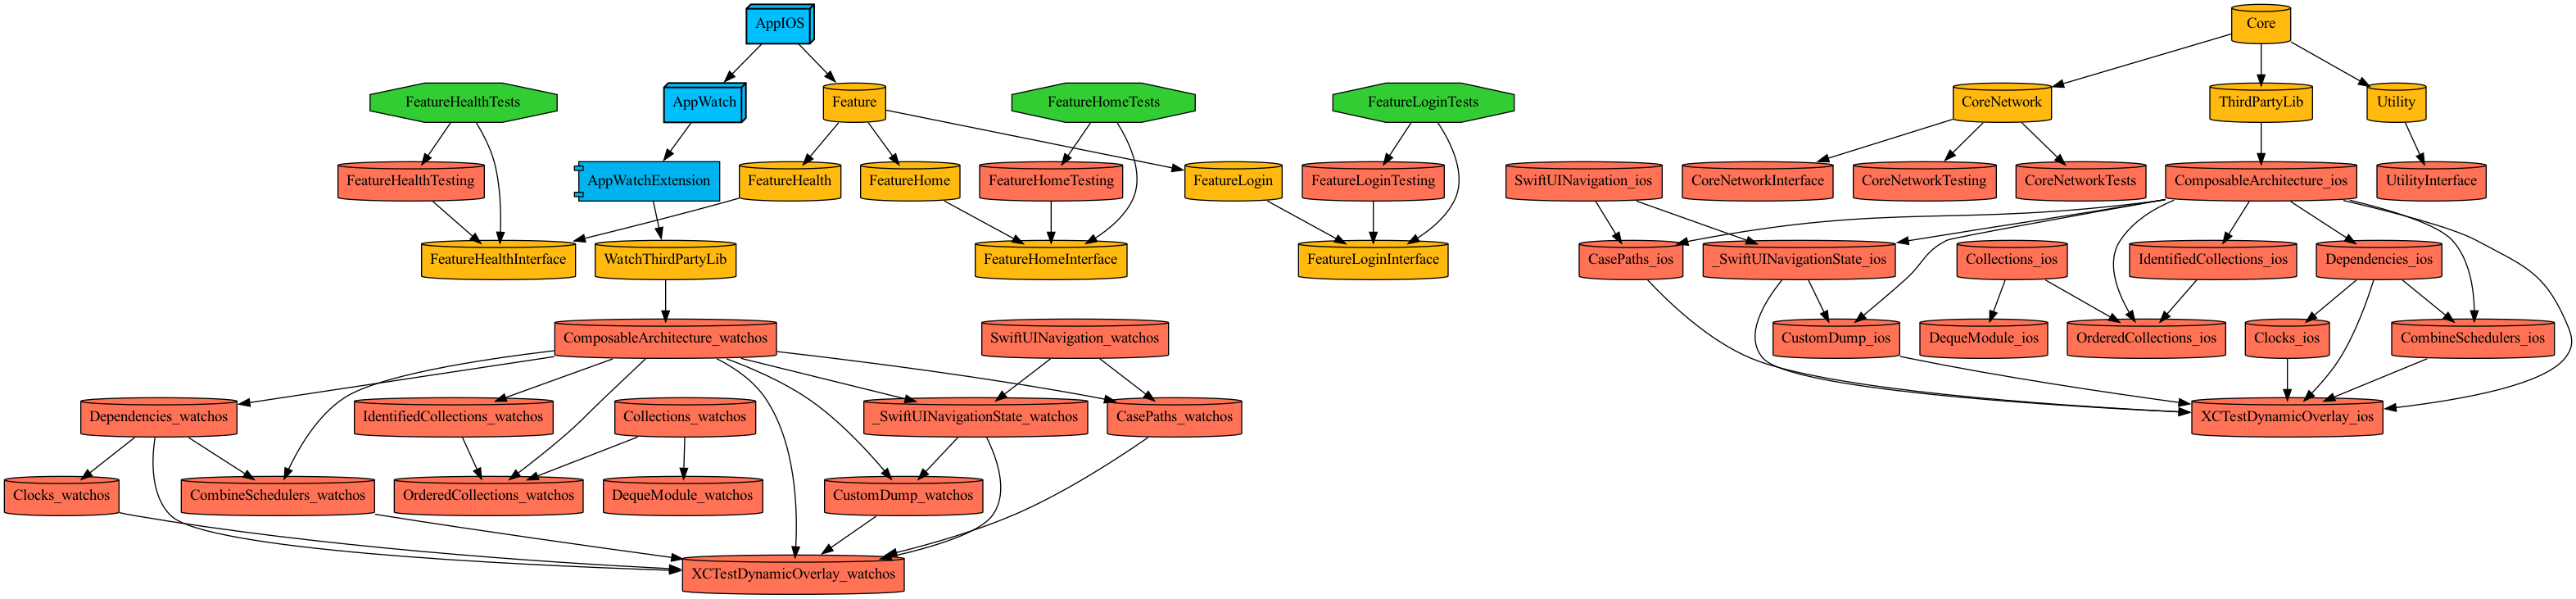 AppIOS
Core
FeatureHealthTests
AppWatch
Feature
FeatureHomeTests
FeatureLoginTests
CoreNetwork
ThirdPartyLib
Utility
FeatureHealthTesting
AppWatchExtension
FeatureHealth
FeatureHome
FeatureHomeTesting
FeatureLogin
FeatureLoginTesting
SwiftUINavigation_ios
CoreNetworkInterface
CoreNetworkTesting
CoreNetworkTests
ComposableArchitecture_ios
UtilityInterface
FeatureHealthInterface
WatchThirdPartyLib
FeatureHomeInterface
FeatureLoginInterface
CasePaths_ios
_SwiftUINavigationState_ios
Collections_ios
IdentifiedCollections_ios
Dependencies_ios
ComposableArchitecture_watchos
SwiftUINavigation_watchos
CustomDump_ios
DequeModule_ios
OrderedCollections_ios
Clocks_ios
CombineSchedulers_ios
Dependencies_watchos
IdentifiedCollections_watchos
Collections_watchos
_SwiftUINavigationState_watchos
CasePaths_watchos
XCTestDynamicOverlay_ios
Clocks_watchos
CombineSchedulers_watchos
OrderedCollections_watchos
DequeModule_watchos
CustomDump_watchos
XCTestDynamicOverlay_watchos